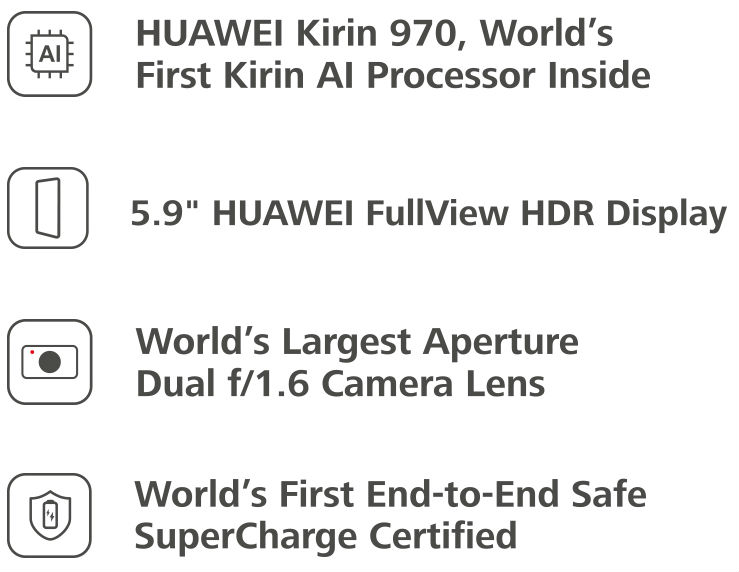 AI
HUAWEI Kirin 970, World’s
First Kirin AI Processor Inside
5.9" HUAWEI FullView HDR Display
World’s Largest Aperture
Dual f/1.6 Camera Lens
World’s First End-to-End Safe
SuperCharge Certified